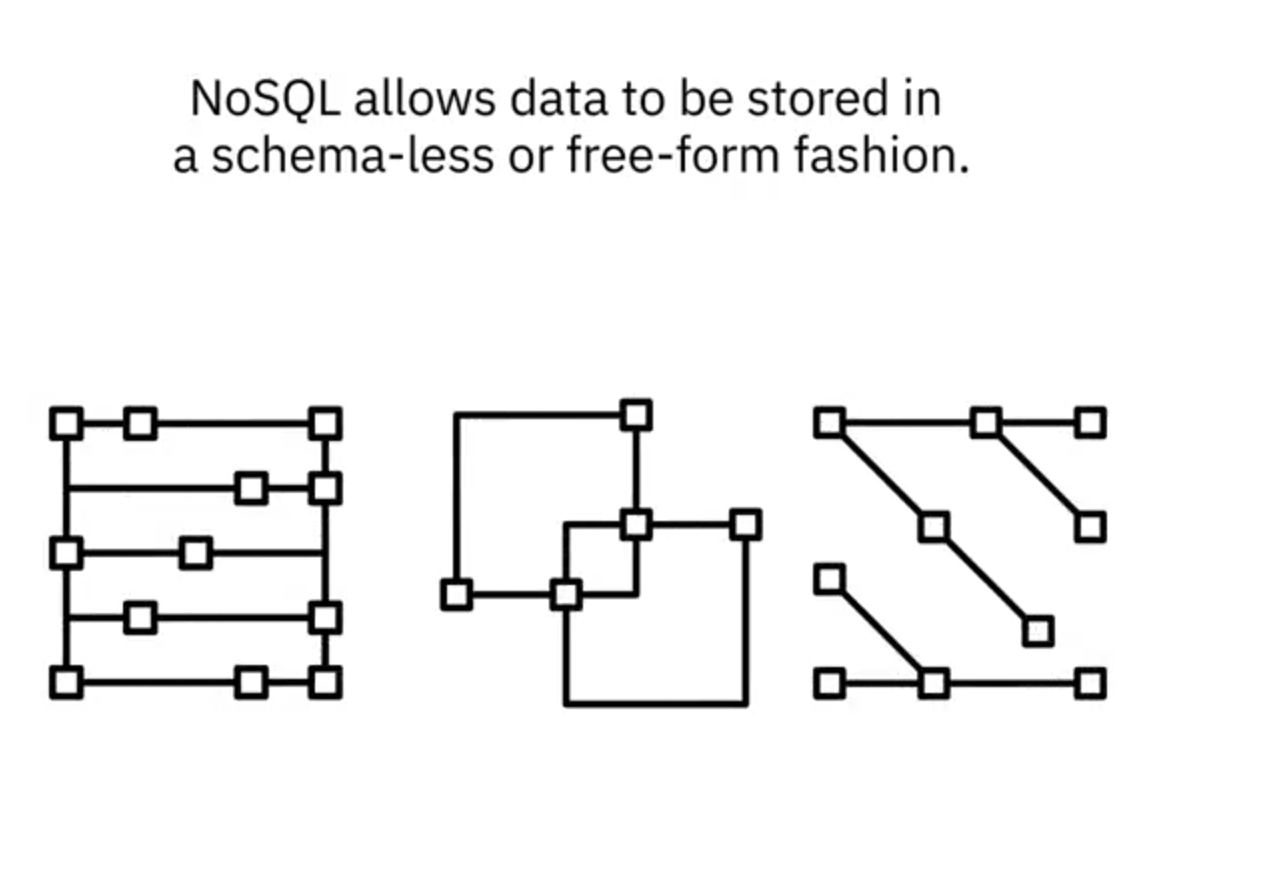 NoSQL allows data to be stored in
a schema-less or free-form fashion.